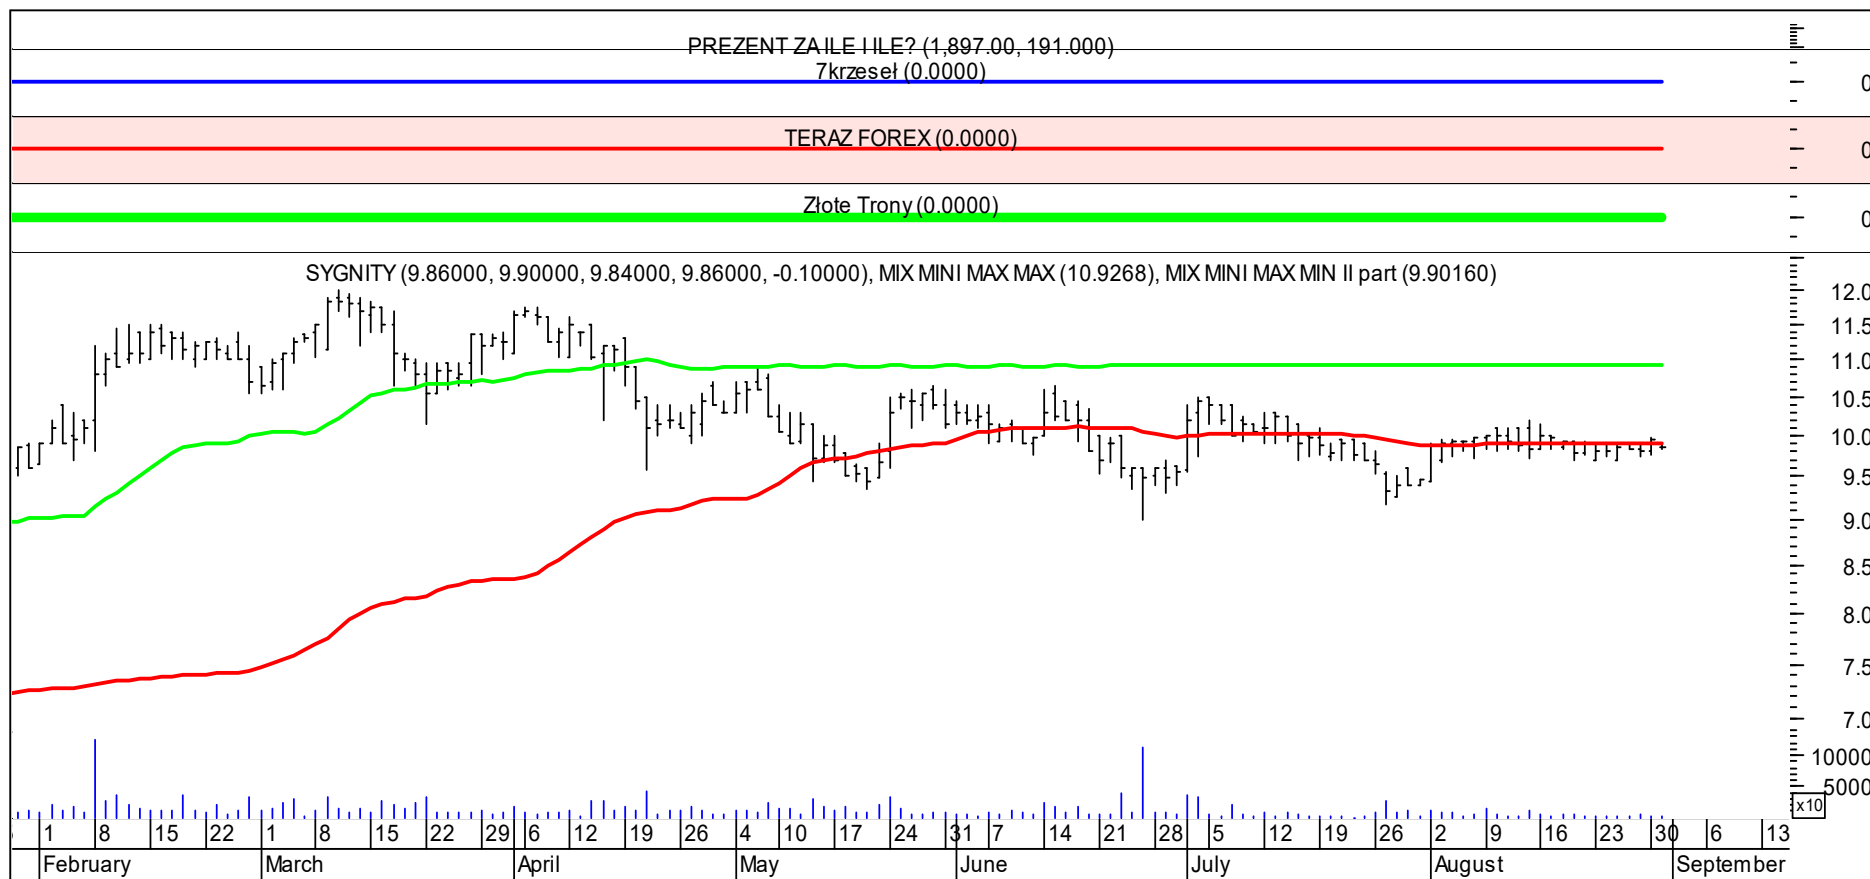 PREZENT ZA ILE I ILE? (1,897.00, 191.000)
7krzeseł (0.0000)
0
TERAZ FOREX (0.0000)
0
Złote Trony (0.0000)
0
SYGNITY (9.86000, 9.90000, 9.84000, 9.86000, -0.10000), MIX MINI MAX MAX (10.9268), MIX MINI MAX MIN II part (9.90160)
12.0
11.5
11.0
10.5
10.0
9.5
9.0
8.5
8.0
7.5
7.0
10000
5000
x10
1 8 15 22 1 8 15 22 29 6 12 19 26 4 10 17 24 31 7 14 21 28 5 12 19 26 2 9 16 23 30 6 13
February March April May June July August September